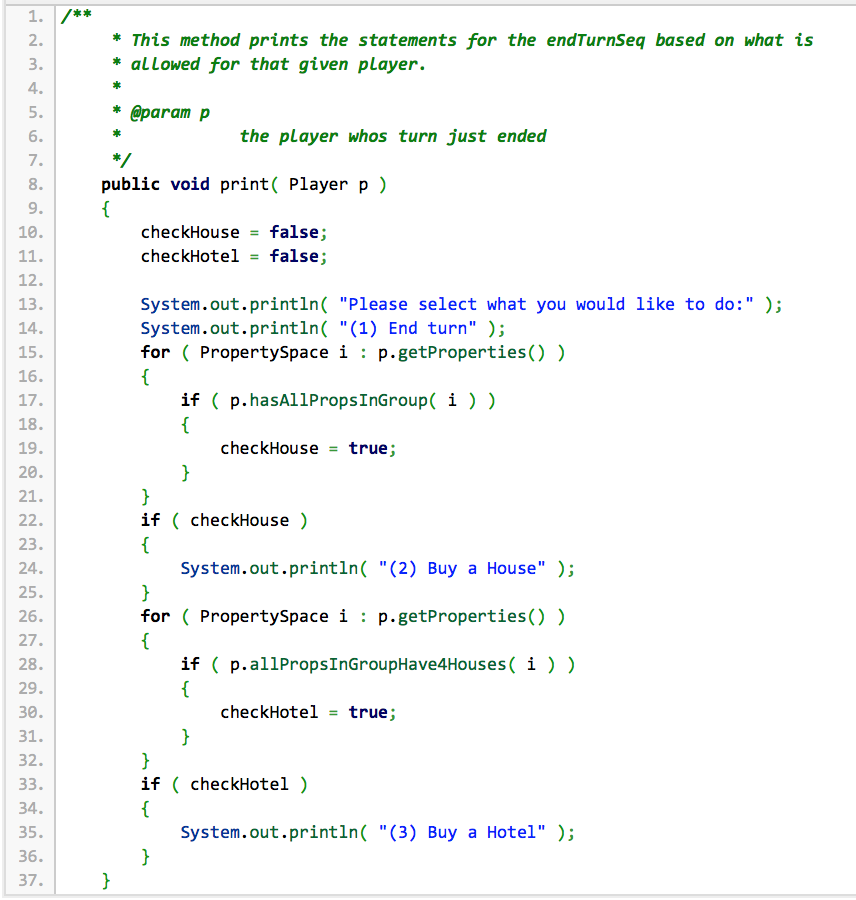 1. /**
2.      * This method prints the statements for the endTurnSeq based on what is
3.      * allowed for that given player.
4.      *
5.      * @param p
6.      *            the player whos turn just ended
7.      */
8.     public void print( Player p )
9.     {
10.         checkHouse = false;
11.         checkHotel = false;
12.
13.         System.out.println( "Please select what you would like to do:" );
14.         System.out.println( "(1) End turn" );
15.         for ( PropertySpace i : p.getProperties() )
16.         {
17.             if ( p.hasAllPropsInGroup( i ) )
18.             {
19.                 checkHouse = true;
20.             }
21.         }
22.         if ( checkHouse )
23.         {
24.             System.out.println( "(2) Buy a House" );
25.         }
26.         for ( PropertySpace i : p.getProperties() )
27.         {
28.             if ( p.allPropsInGroupHave4Houses( i ) )
29.             {
30.                 checkHotel = true;
31.             }
32.         }
33.         if ( checkHotel )
34.         {
35.             System.out.println( "(3) Buy a Hotel" );
36.         }
37.     }